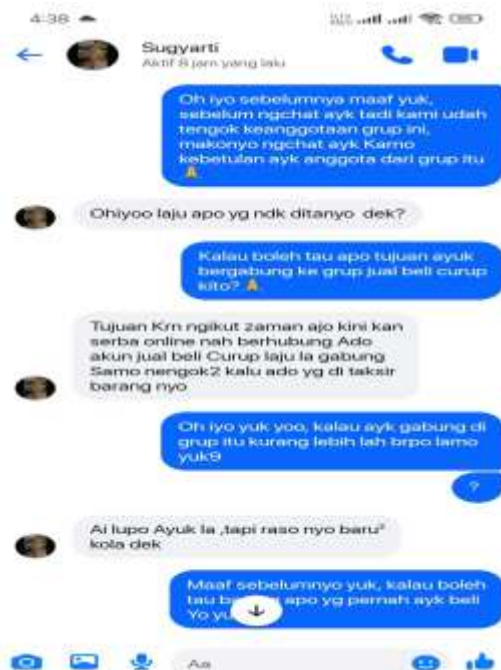 4:38
Sugyarti
Aktif 8 jam yang lalu
Oh iyo sebelumnya maaf yuk,
sebelum ngchat ayk tadi kami udah
tengok keanggotaan grup ini,
makonyo ngchat ayk Karno
kebetulan ayk anggota dari grup itu
🙏
Ohiyoo laju apo yg ndk ditanyo dek?
Kalau boleh tau apo tujuan ayuk
bergabung ke grup jual beli curup
kito? 🙏
Tujuan Krn ngikut zaman ajo kini kan
serba online nah berhubung Ado
akun jual beli Curup laju la gabung
Samo nengok2 kalu ado yg di taksir
barang nyo
Oh iyo yuk yoo, kalau ayk gabung di
grup itu kurang lebih lah brpo lamo
yuk9
?
Ai lupo Ayuk la ,tapi raso nyo baru²
kola dek
Maaf sebelumnyo yuk, kalau boleh
tau apo yg pernah ayk beli
Yo
Aa